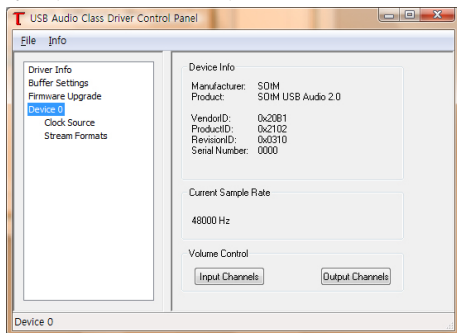 USB Audio Class Driver Control Panel
File Info
Driver Info
Buffer Settings
Firmware Upgrade
Device 0
Clock Source
Stream Formats
Device Info
Manufacturer: SOtM
Product: SOtM USB Audio 2.0
VendorID: 0x20B1
ProductID: 0x2102
RevisionID: 0x0310
Serial Number: 0000
Current Sample Rate
48000 Hz
Volume Control
Input Channels Output Channels
Device 0